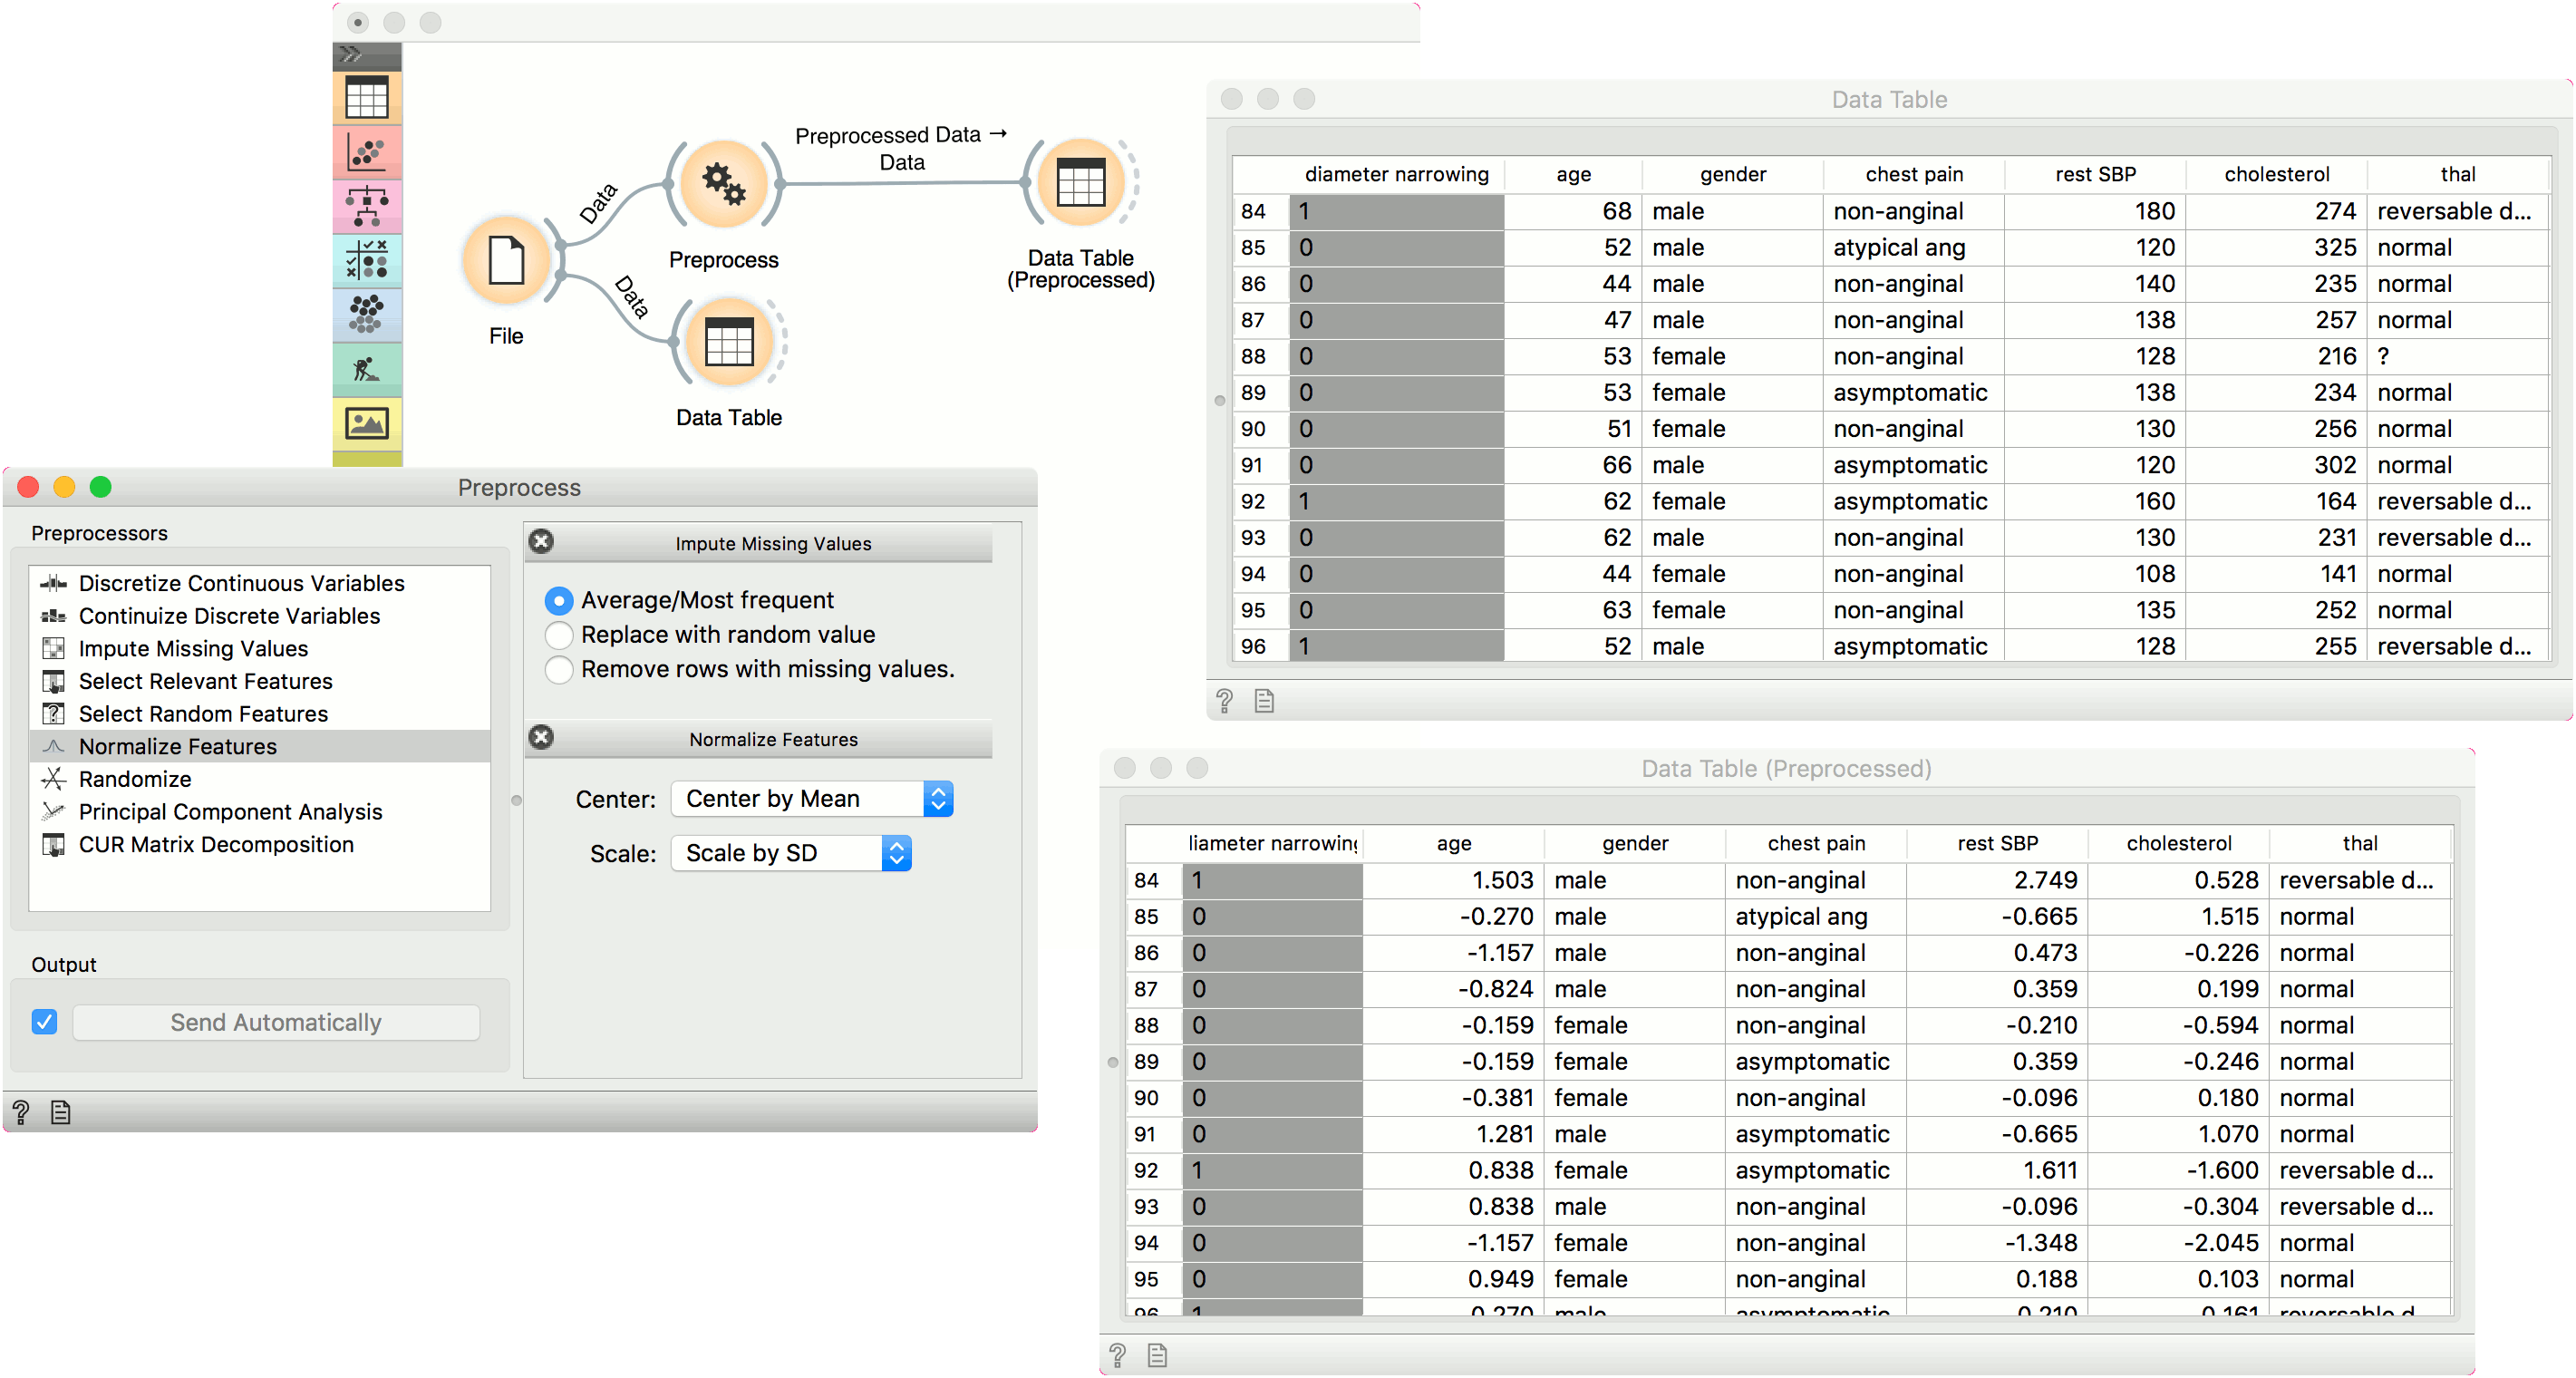 Data
Preprocessed Data →
Data
Preprocess
Data Table
(Preprocessed)
File
Data
Data Table
Data Table
diameter narrowing age gender chest pain rest SBP cholesterol thal
84 1 68 male non-anginal 180 274 reversable d...
85 0 52 male atypical ang 120 325 normal
86 0 44 male non-anginal 140 235 normal
87 0 47 male non-anginal 138 257 normal
88 0 53 female non-anginal 128 216 ?
89 0 53 female asymptomatic 138 234 normal
90 0 51 female non-anginal 130 256 normal
91 0 66 male asymptomatic 120 302 normal
92 1 62 female asymptomatic 160 164 reversable d...
93 0 62 male non-anginal 130 231 reversable d...
94 0 44 female non-anginal 108 141 normal
95 0 63 female non-anginal 135 252 normal
96 1 52 male asymptomatic 128 255 reversable d...
Preprocess
Preprocessors
Discretize Continuous Variables
Continuize Discrete Variables
Impute Missing Values
Select Relevant Features
Select Random Features
Normalize Features
Randomize
Principal Component Analysis
CUR Matrix Decomposition
Output
Send Automatically
Impute Missing Values
Average/Most frequent
Replace with random value
Remove rows with missing values.
Normalize Features
Center: Center by Mean
Scale: Scale by SD
Data Table (Preprocessed)
liameter narrowing age gender chest pain rest SBP cholesterol thal
84 1 1.503 male non-anginal 2.749 0.528 reversable d...
85 0 -0.270 male atypical ang -0.665 1.515 normal
86 0 -1.157 male non-anginal 0.473 -0.226 normal
87 0 -0.824 male non-anginal 0.359 0.199 normal
88 0 -0.159 female non-anginal -0.210 -0.594 normal
89 0 -0.159 female asymptomatic 0.359 -0.246 normal
90 0 -0.381 female non-anginal -0.096 0.180 normal
91 0 1.281 male asymptomatic -0.665 1.070 normal
92 1 0.838 female asymptomatic 1.611 -1.600 reversable d...
93 0 0.838 male non-anginal -0.096 -0.304 reversable d...
94 0 -1.157 female non-anginal -1.348 -2.045 normal
95 0 0.949 female non-anginal 0.188 0.103 normal
96 1 -0.270 male asymptomatic -0.210 0.161 reversable d...